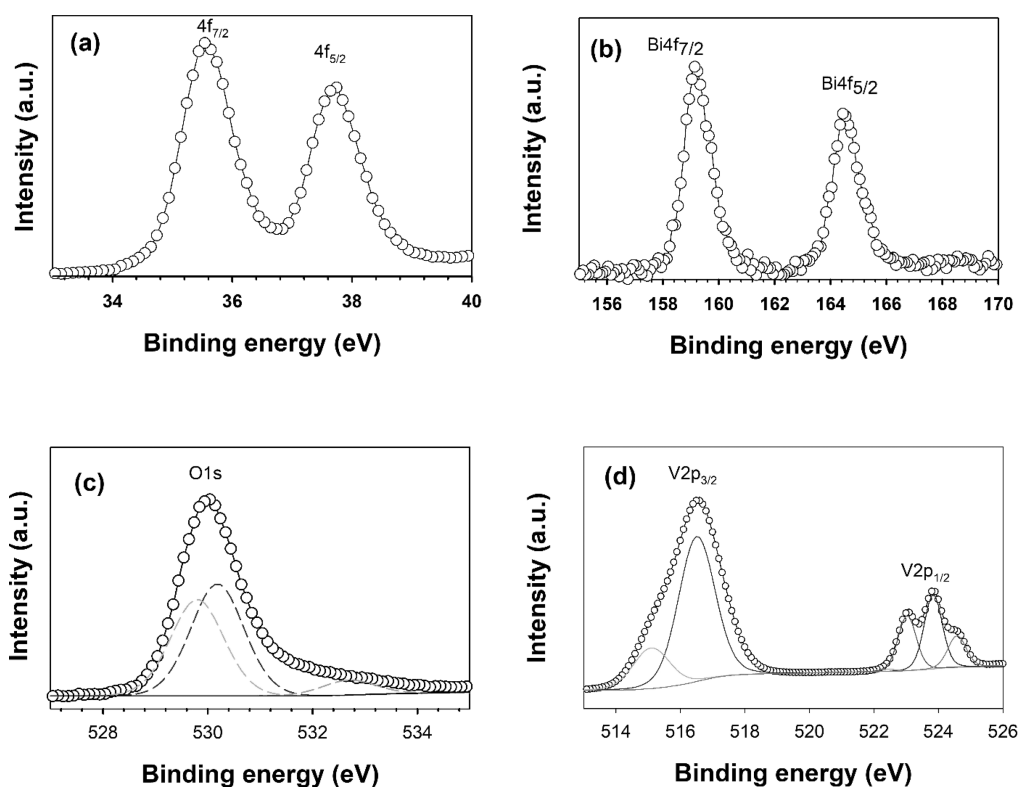 (a)
4f7/2
4f5/2
Intensity (a.u.)
34 36 38 40
Binding energy (eV)
(b)
Bi4f7/2
Bi4f5/2
Intensity (a.u.)
156 158 160 162 164 166 168 170
Binding energy (eV)
(c)
O1s
Intensity (a.u.)
528 530 532 534
Binding energy (eV)
(d)
V2p3/2
V2p1/2
Intensity (a.u.)
514 516 518 520 522 524 526
Binding energy (eV)